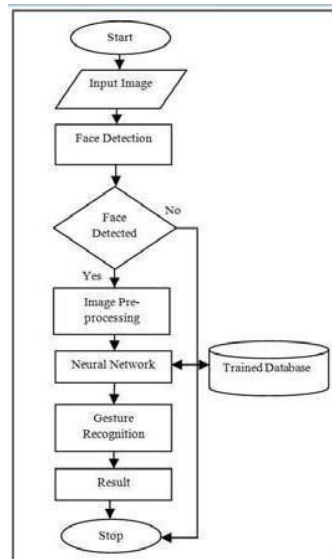 Start
Input Image
Face Detection
Face
Detected
No
Yes
Image Pre-
processing
Neural Network
Trained Database
Gesture
Recognition
Result
Stop